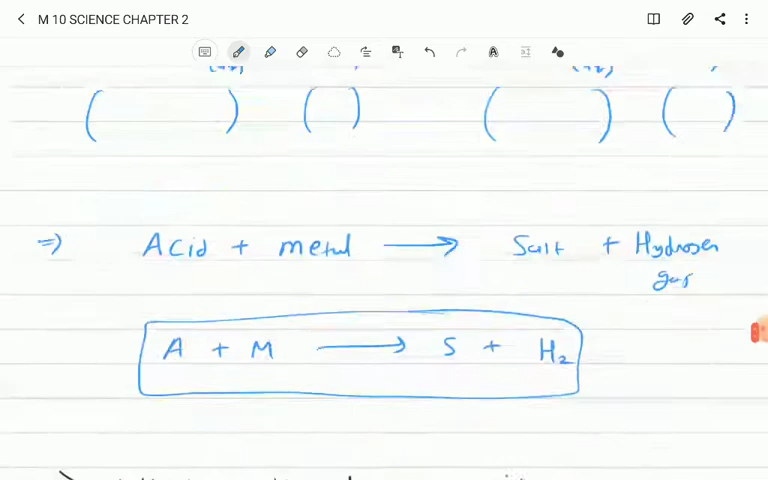 M 10 SCIENCE CHAPTER 2
( ) ( ) ( ) ( )
⇒ Acid + metal ⟶ Salt + Hydrogen
gas
A + M ⟶ S + H₂